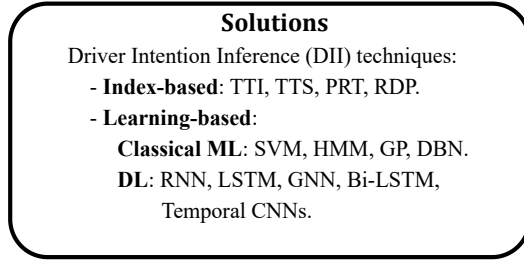 Solutions
Driver Intention Inference (DII) techniques:
- Index-based: TTI, TTS, PRT, RDP.
- Learning-based:
Classical ML: SVM, HMM, GP, DBN.
DL: RNN, LSTM, GNN, Bi-LSTM,
Temporal CNNs.